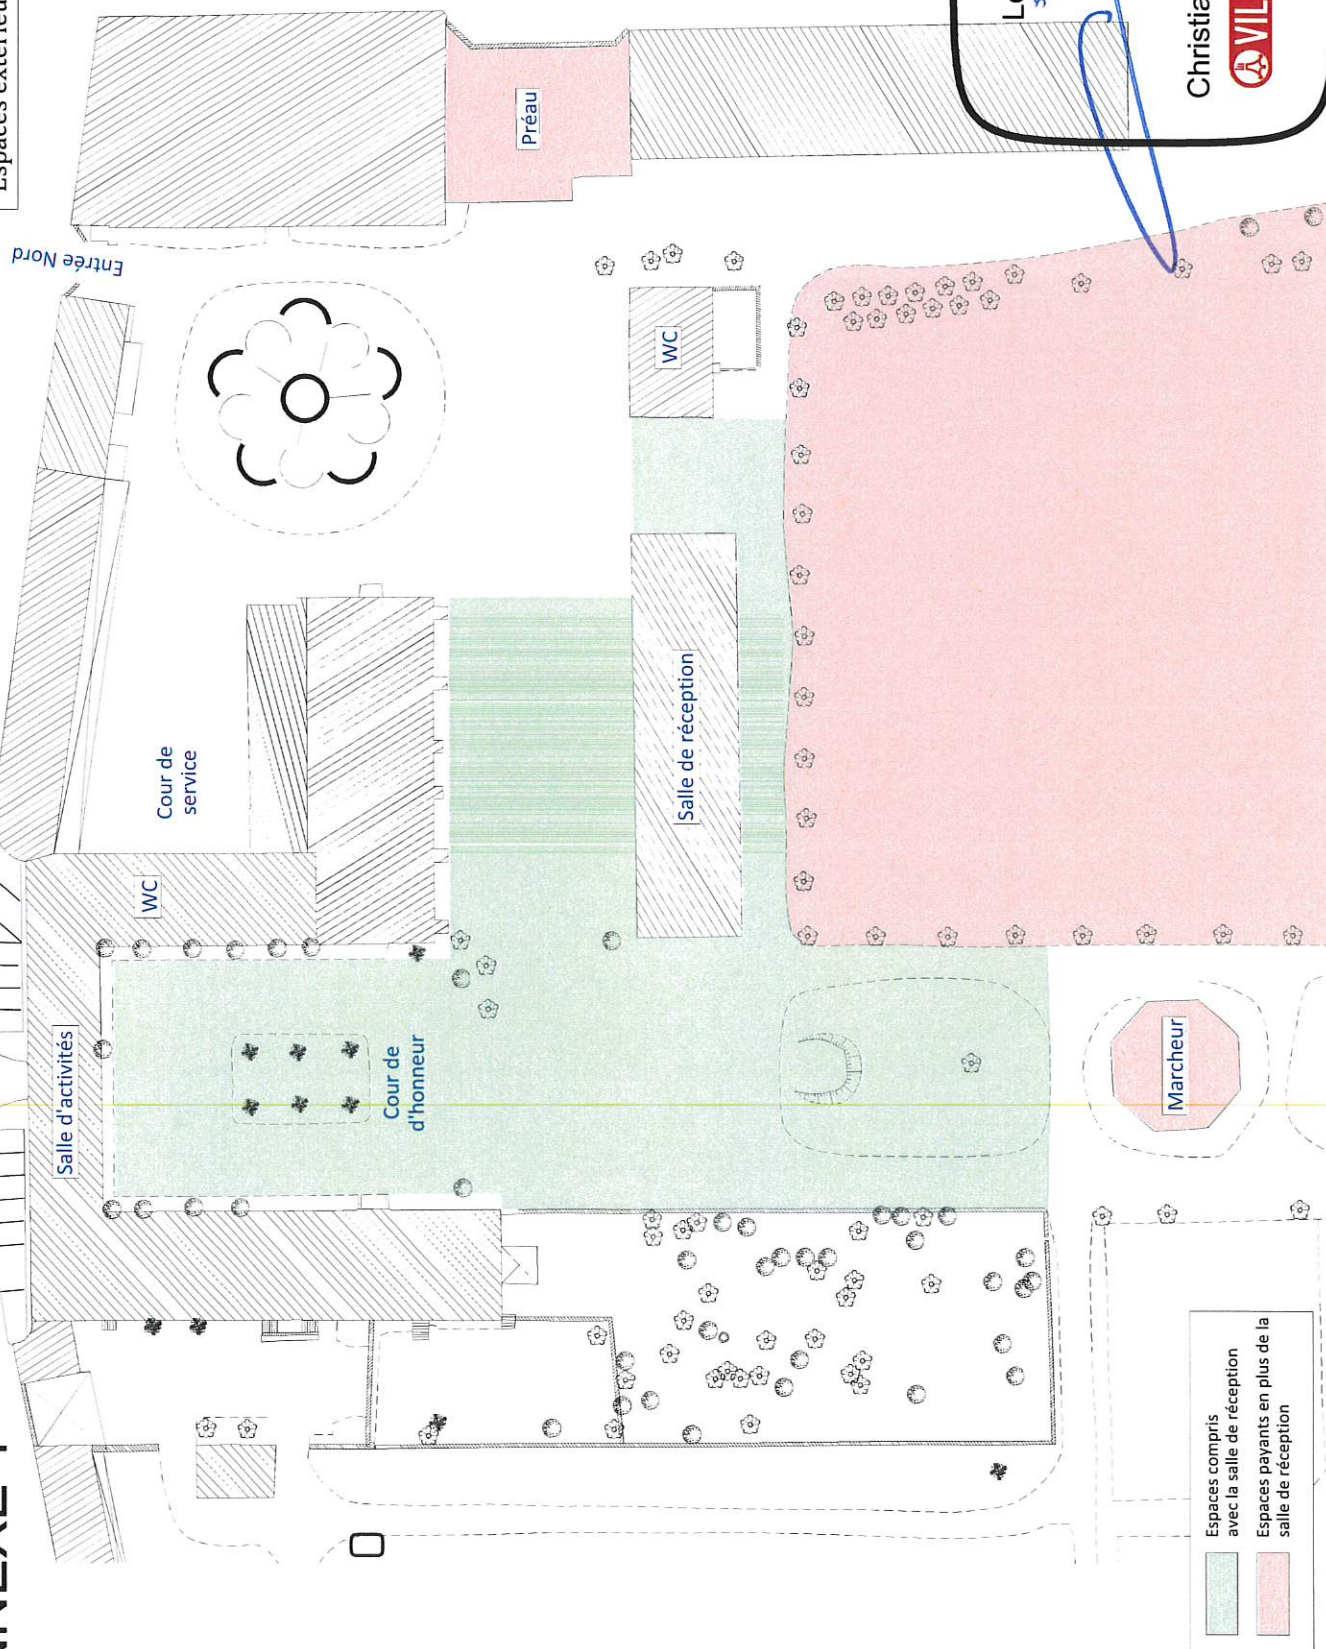 Entrée Nord
Préau
WC
Cour de
service
WC
Salle de réception
Salle d'activités
Cour de
d'honneur
Marcheur
Espaces compris
avec la salle de réception
Espaces payants en plus de la
salle de réception